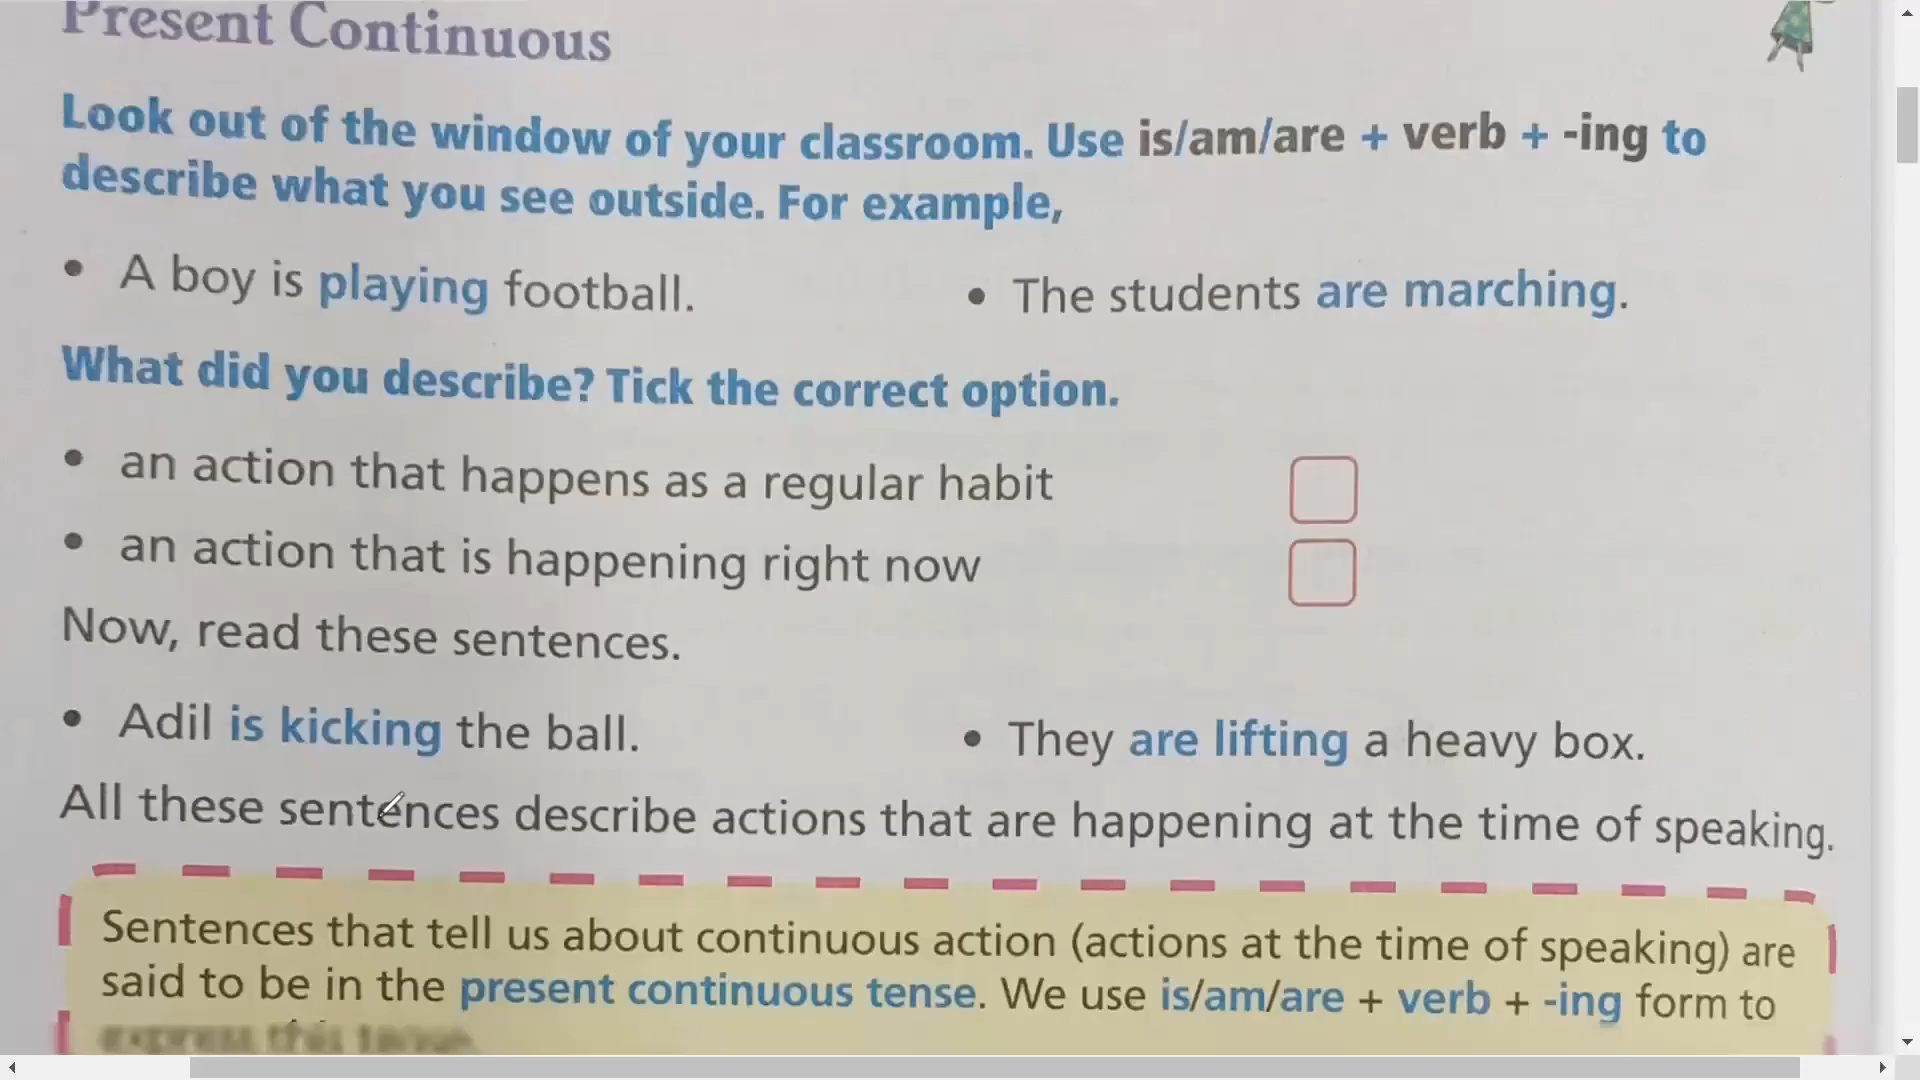 Present Continuous
Look out of the window of your classroom. Use is/am/are + verb + -ing to
describe what you see outside. For example,
• A boy is playing football. • The students are marching.
What did you describe? Tick the correct option.
• an action that happens as a regular habit
• an action that is happening right now
Now, read these sentences.
• Adil is kicking the ball. • They are lifting a heavy box.
All these sentences describe actions that are happening at the time of speaking.
Sentences that tell us about continuous action (actions at the time of speaking) are
said to be in the present continuous tense. We use is/am/are + verb + -ing form to
express this tense.